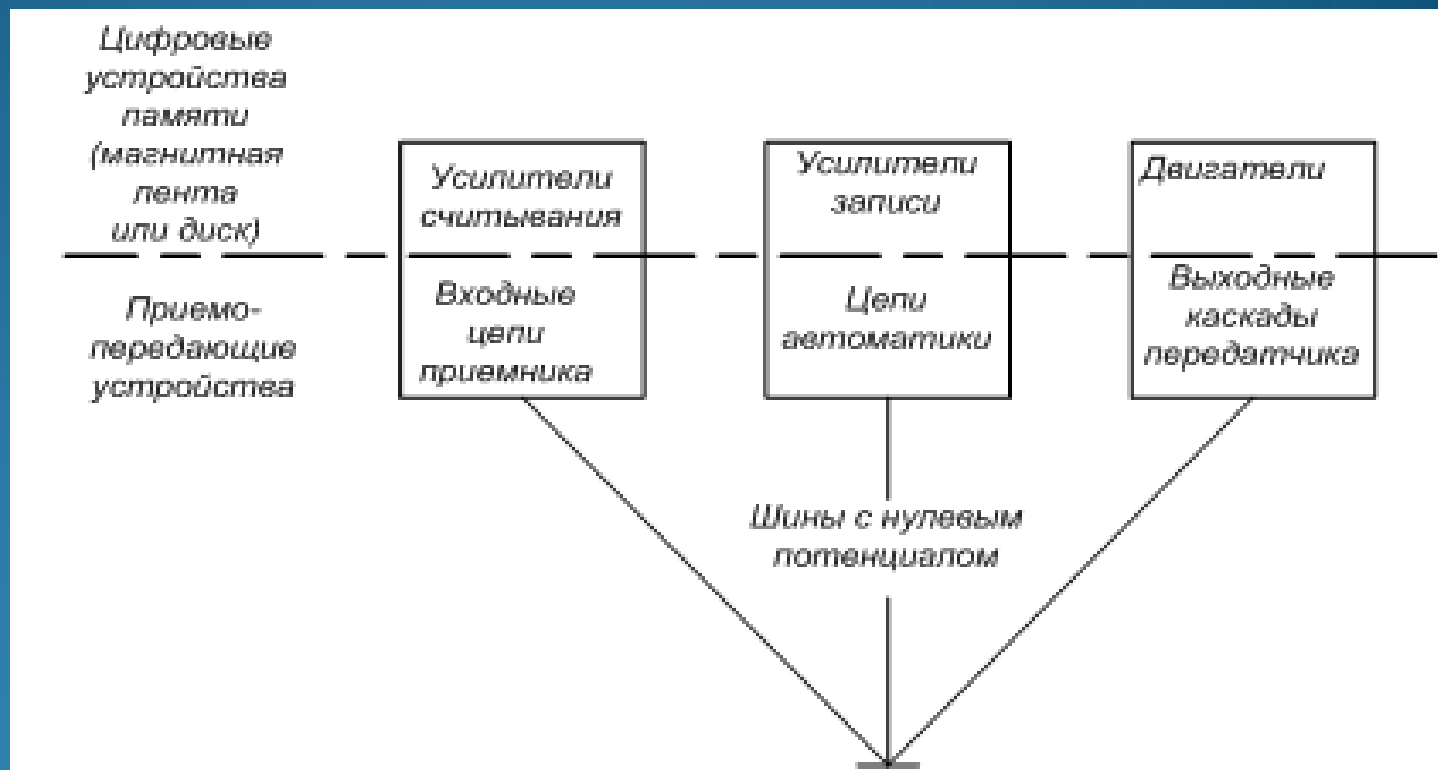 Цифровые
устройства
памяти
(магнитная
лента
или диск)
Усилители
считывания
Усилители
записи
Двигатели
Приемо-
передающие
устройства
Входные
цепи
приемника
Цепи
автоматики
Выходные
каскады
передатчика
Шины с нулевым
потенциалом